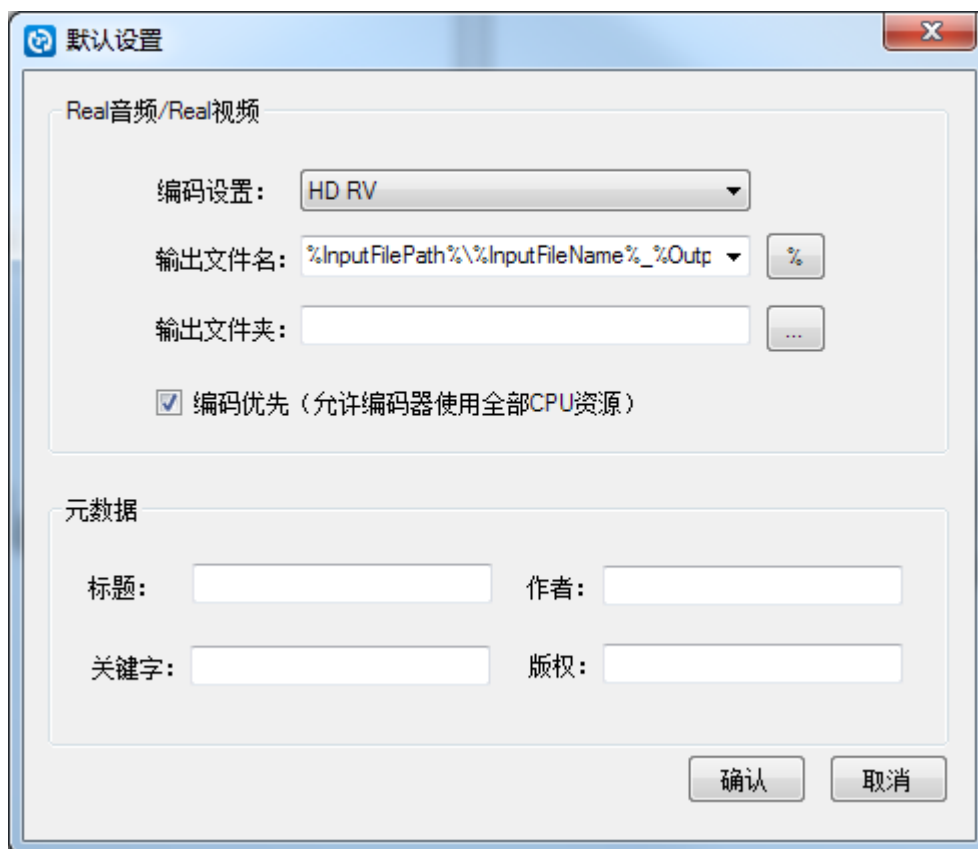 默认设置
Real音频/Real视频
编码设置： HD RV
输出文件名： %InputFilePath%\%InputFileName%_%Outp %
输出文件夹： ...
编码优先（允许编码器使用全部CPU资源）
元数据
标题： 作者：
关键字： 版权：
确认 取消